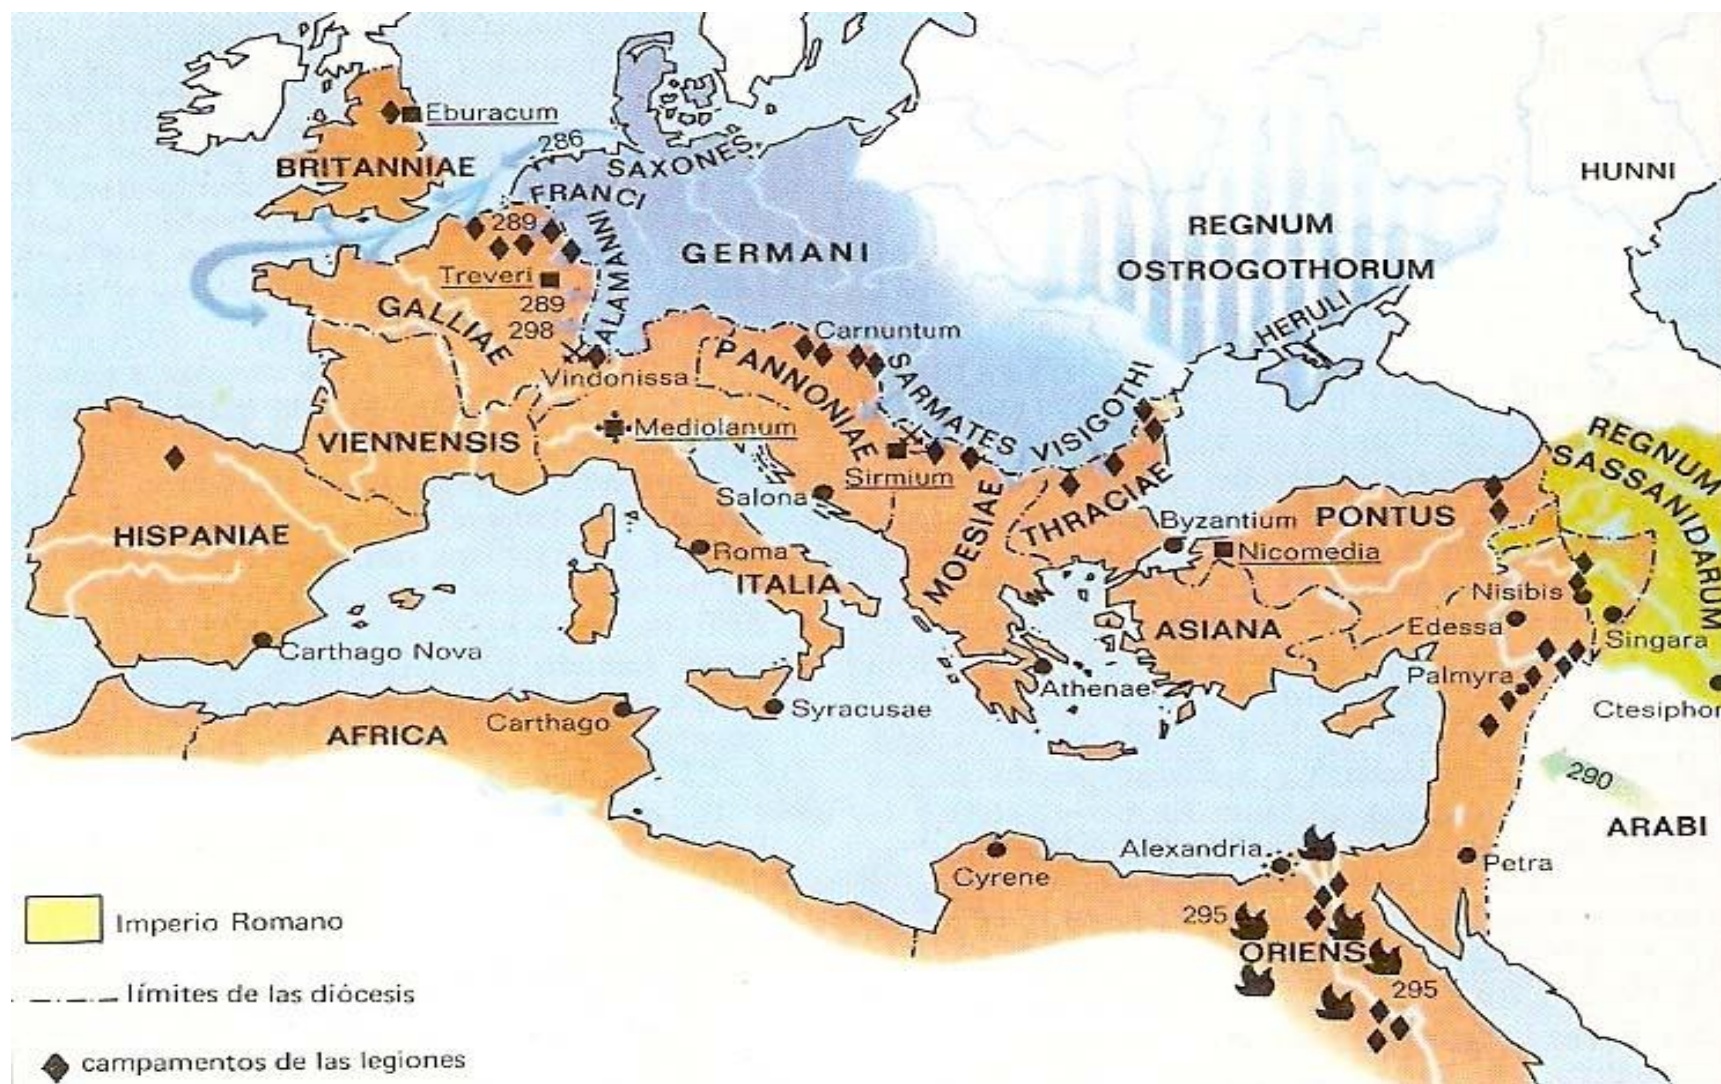 Eburacum
BRITANNIAE
286
SAXONES
FRANCI
HUNNI
289
ALAMANNI
GERMANI
REGNUM
OSTROGOTHORUM
Treveri
289
298
GALLIAE
HERULI
Carnuntum
PANNONIAE
SARMATES
VISIGOTHI
Vindonissa
VIENNENSIS
Mediolanum
Sirmium
REGNUM
SASSANIDARUM
Salona
HISPANIAE
Roma
ITALIA
MOESIAE
THRACIAE
Byzantium
PONTUS
Nicomedia
Nisibis
Edessa
Singara
ASIANA
Carthago Nova
Palmyra
Athenae
Syracusae
Carthago
AFRICA
Ctesiphon
290
ARABI
Alexandria
Petra
Cyrene
295
ORIENS
295
Imperio Romano
límites de las diócesis
campamentos de las legiones